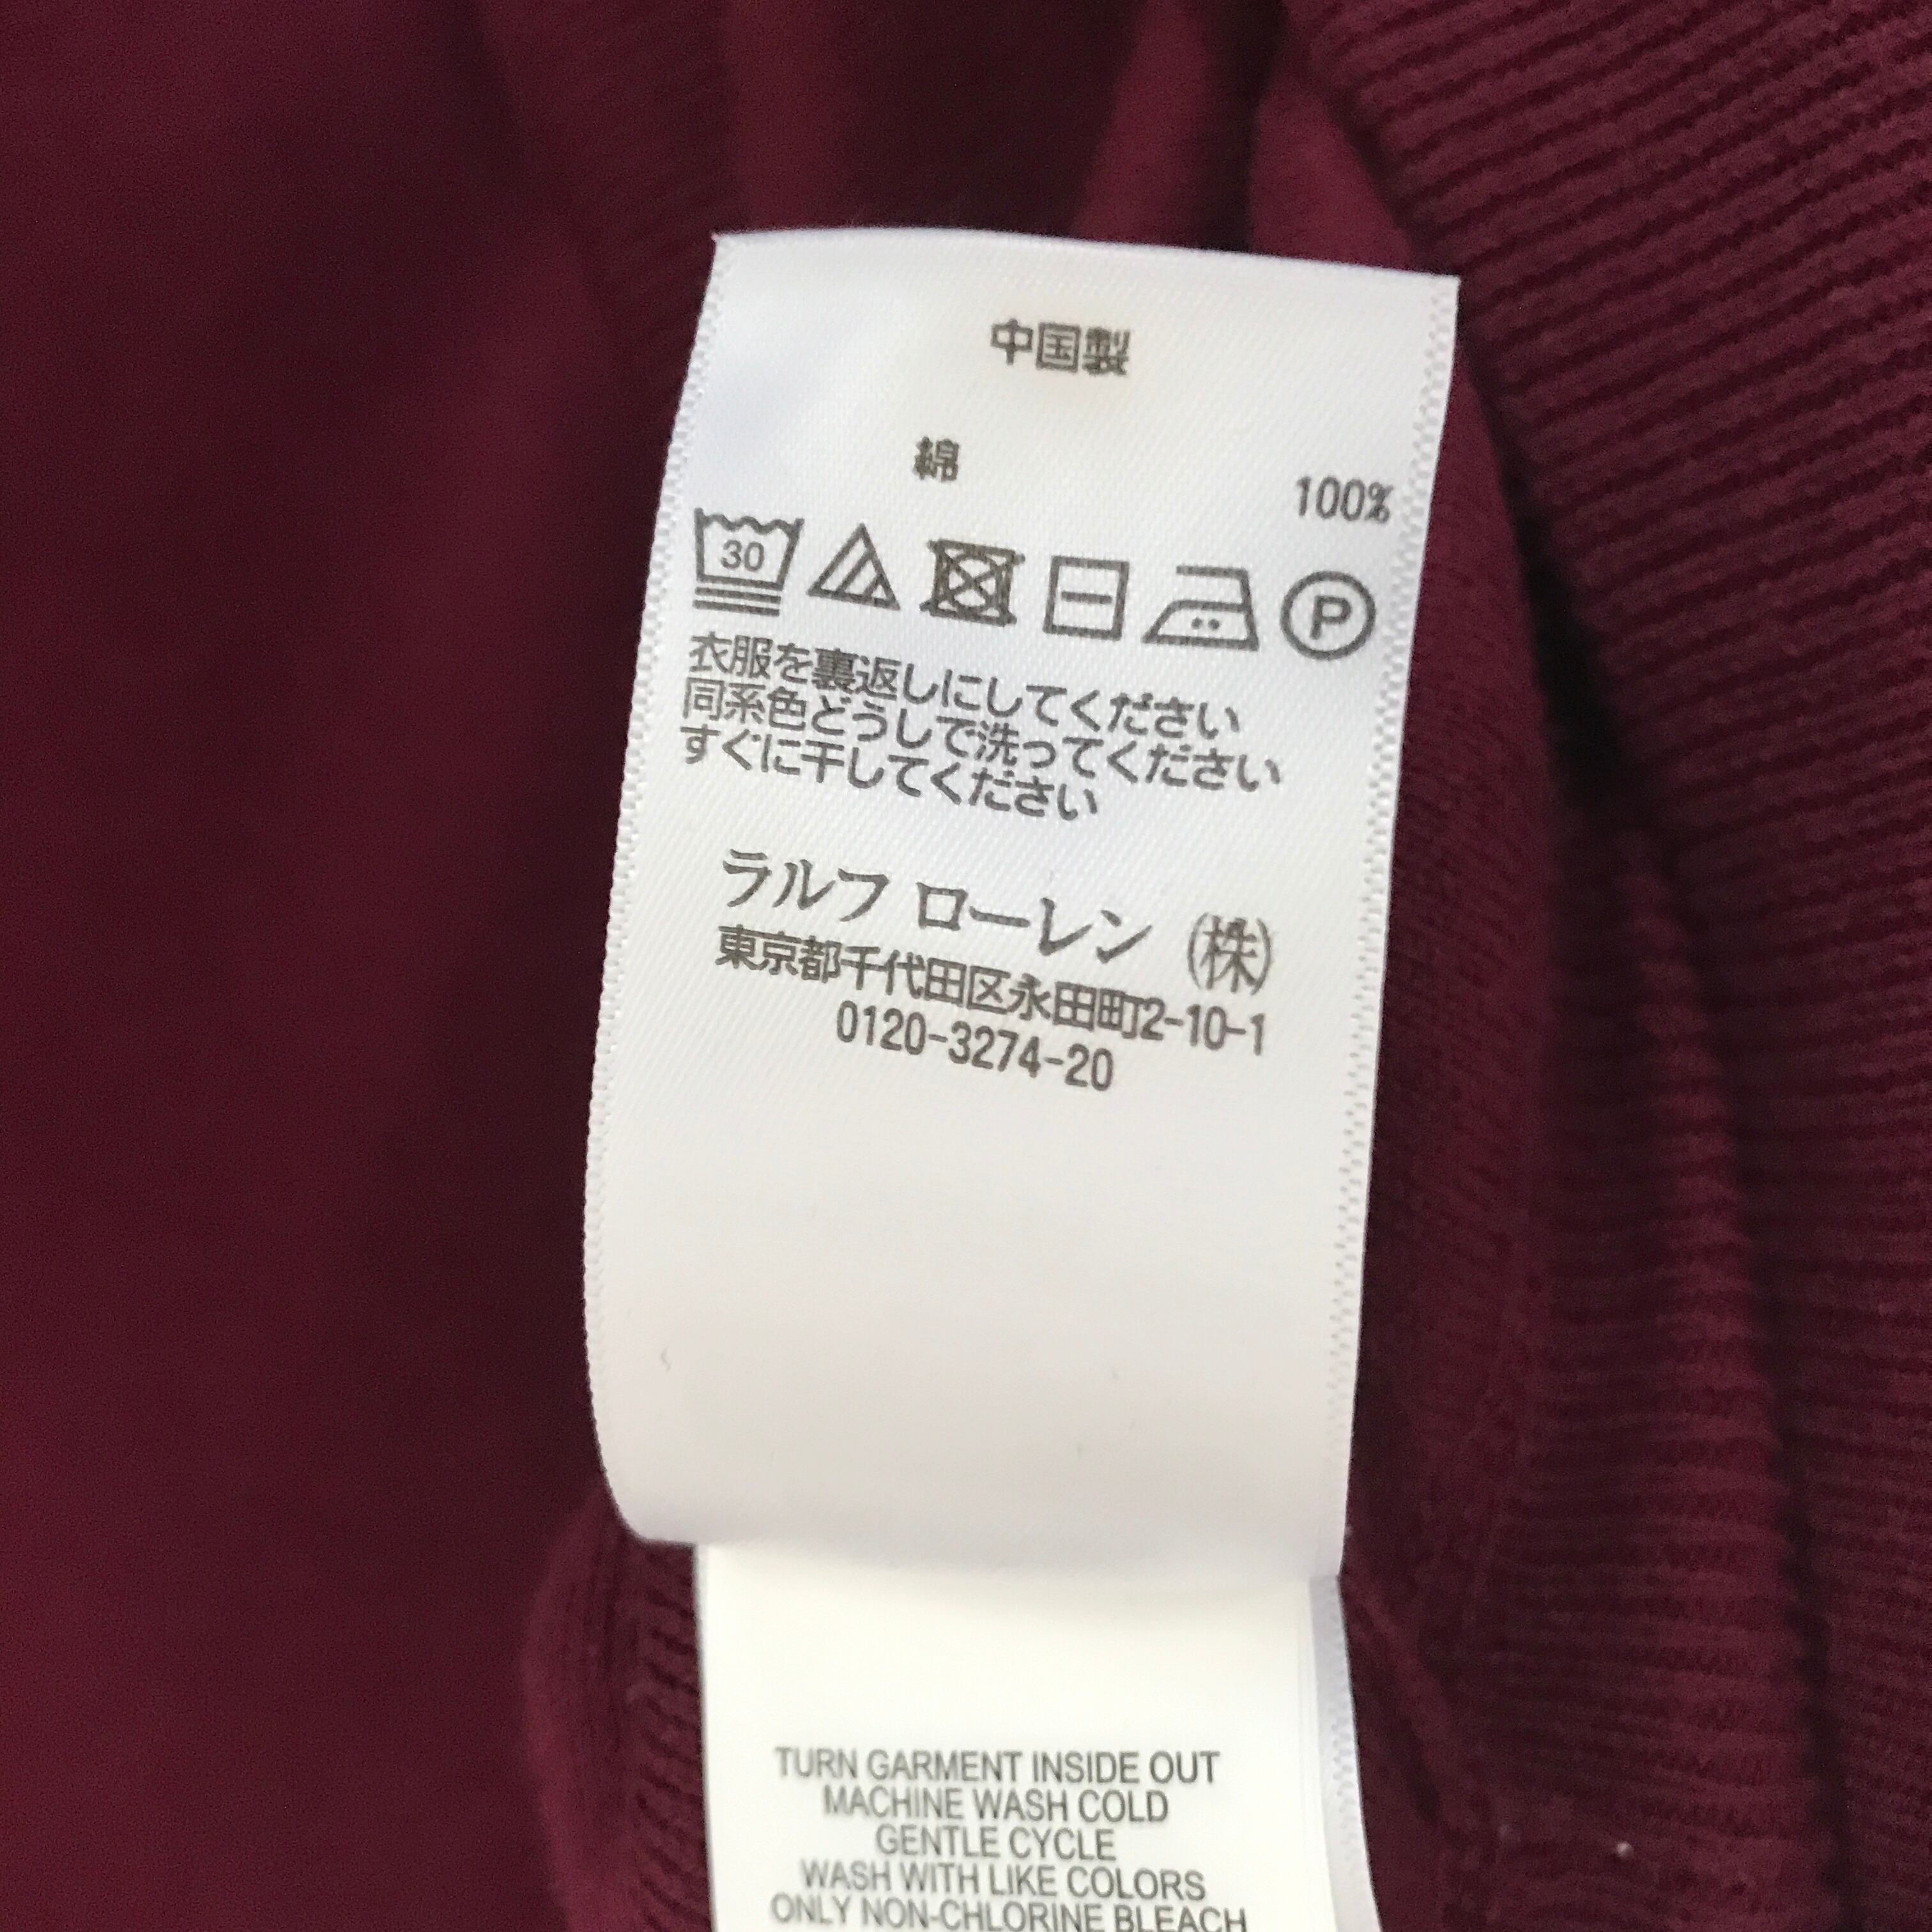 中国製
綿 100%
30
P
衣服を裏返しにしてください
同系色どうしで洗ってください
すぐに干してください
ラルフ ローレン ㈱
東京都千代田区永田町2-10-1
0120-3274-20
TURN GARMENT INSIDE OUT
MACHINE WASH COLD
GENTLE CYCLE
WASH WITH LIKE COLORS
ONLY NON-CHLORINE BLEACH